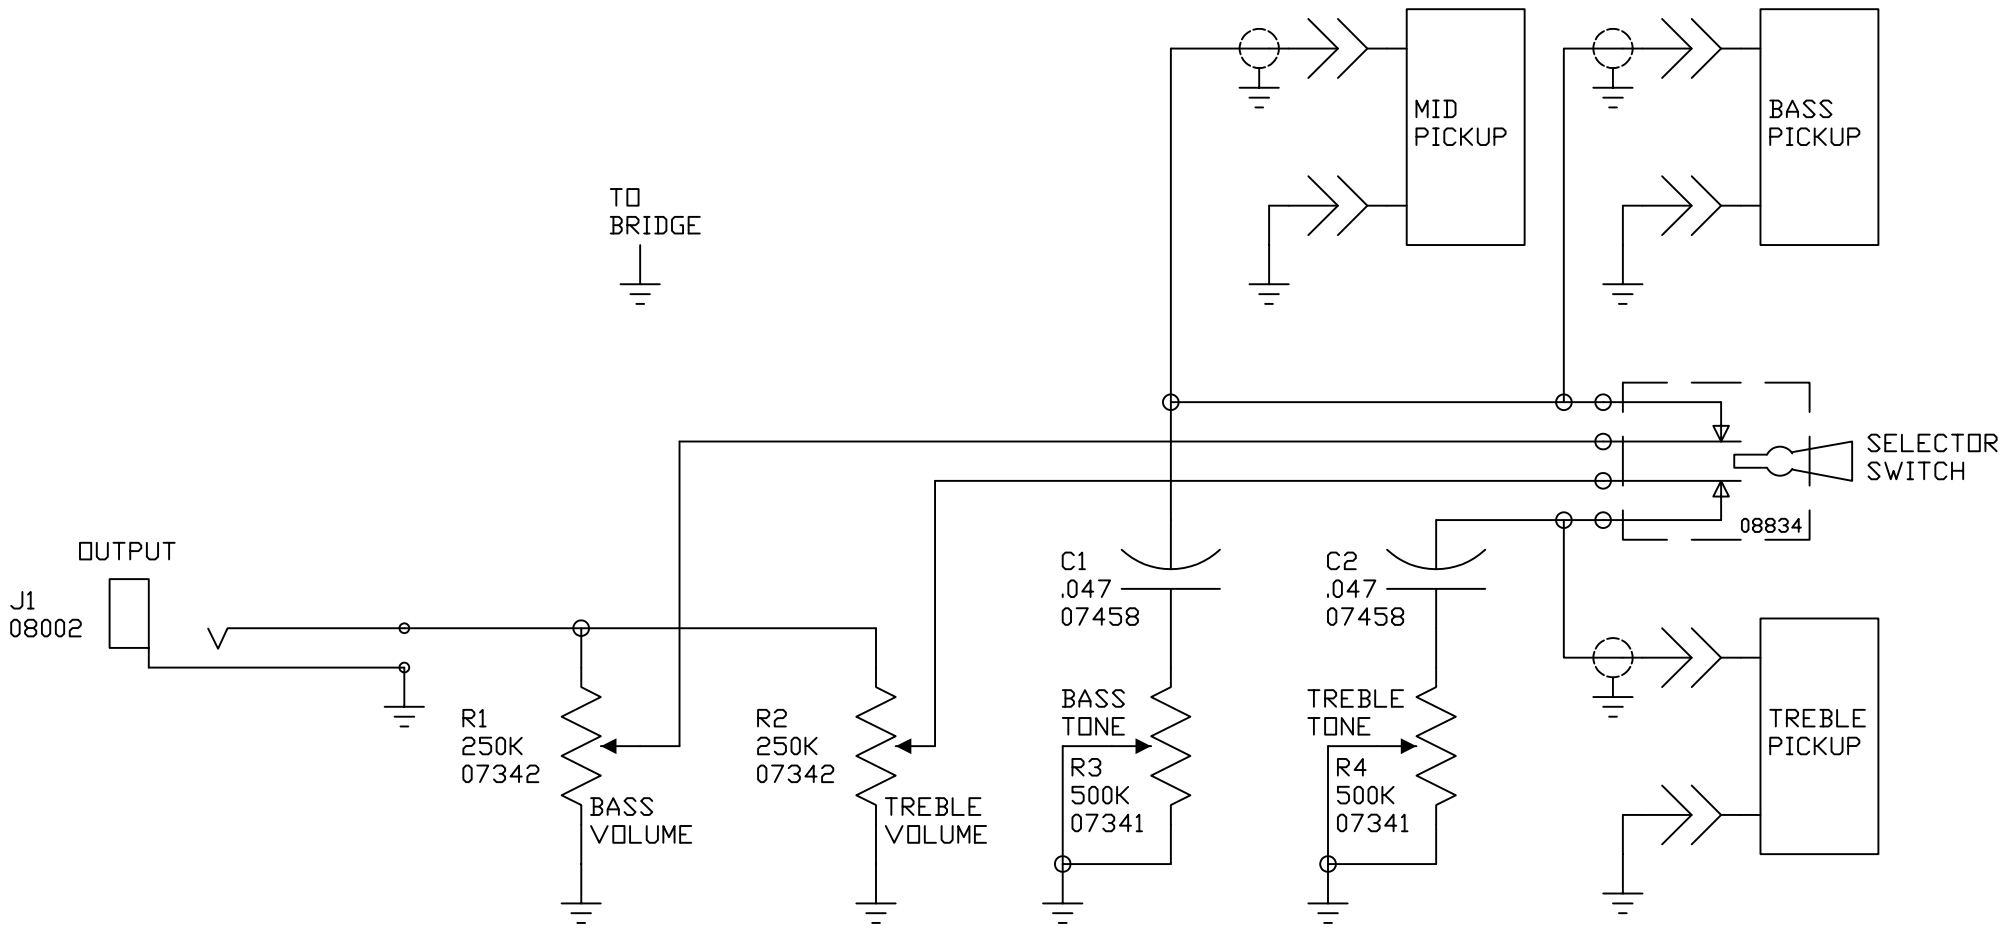 MID
PICKUP
BASS
PICKUP
TO
BRIDGE
SELECTOR
SWITCH
08834
OUTPUT
J1
08002
C1
.047
07458
C2
.047
07458
R1
250K
07342
BASS
VOLUME
R2
250K
07342
TREBLE
VOLUME
BASS
TONE
R3
500K
07341
TREBLE
TONE
R4
500K
07341
TREBLE
PICKUP